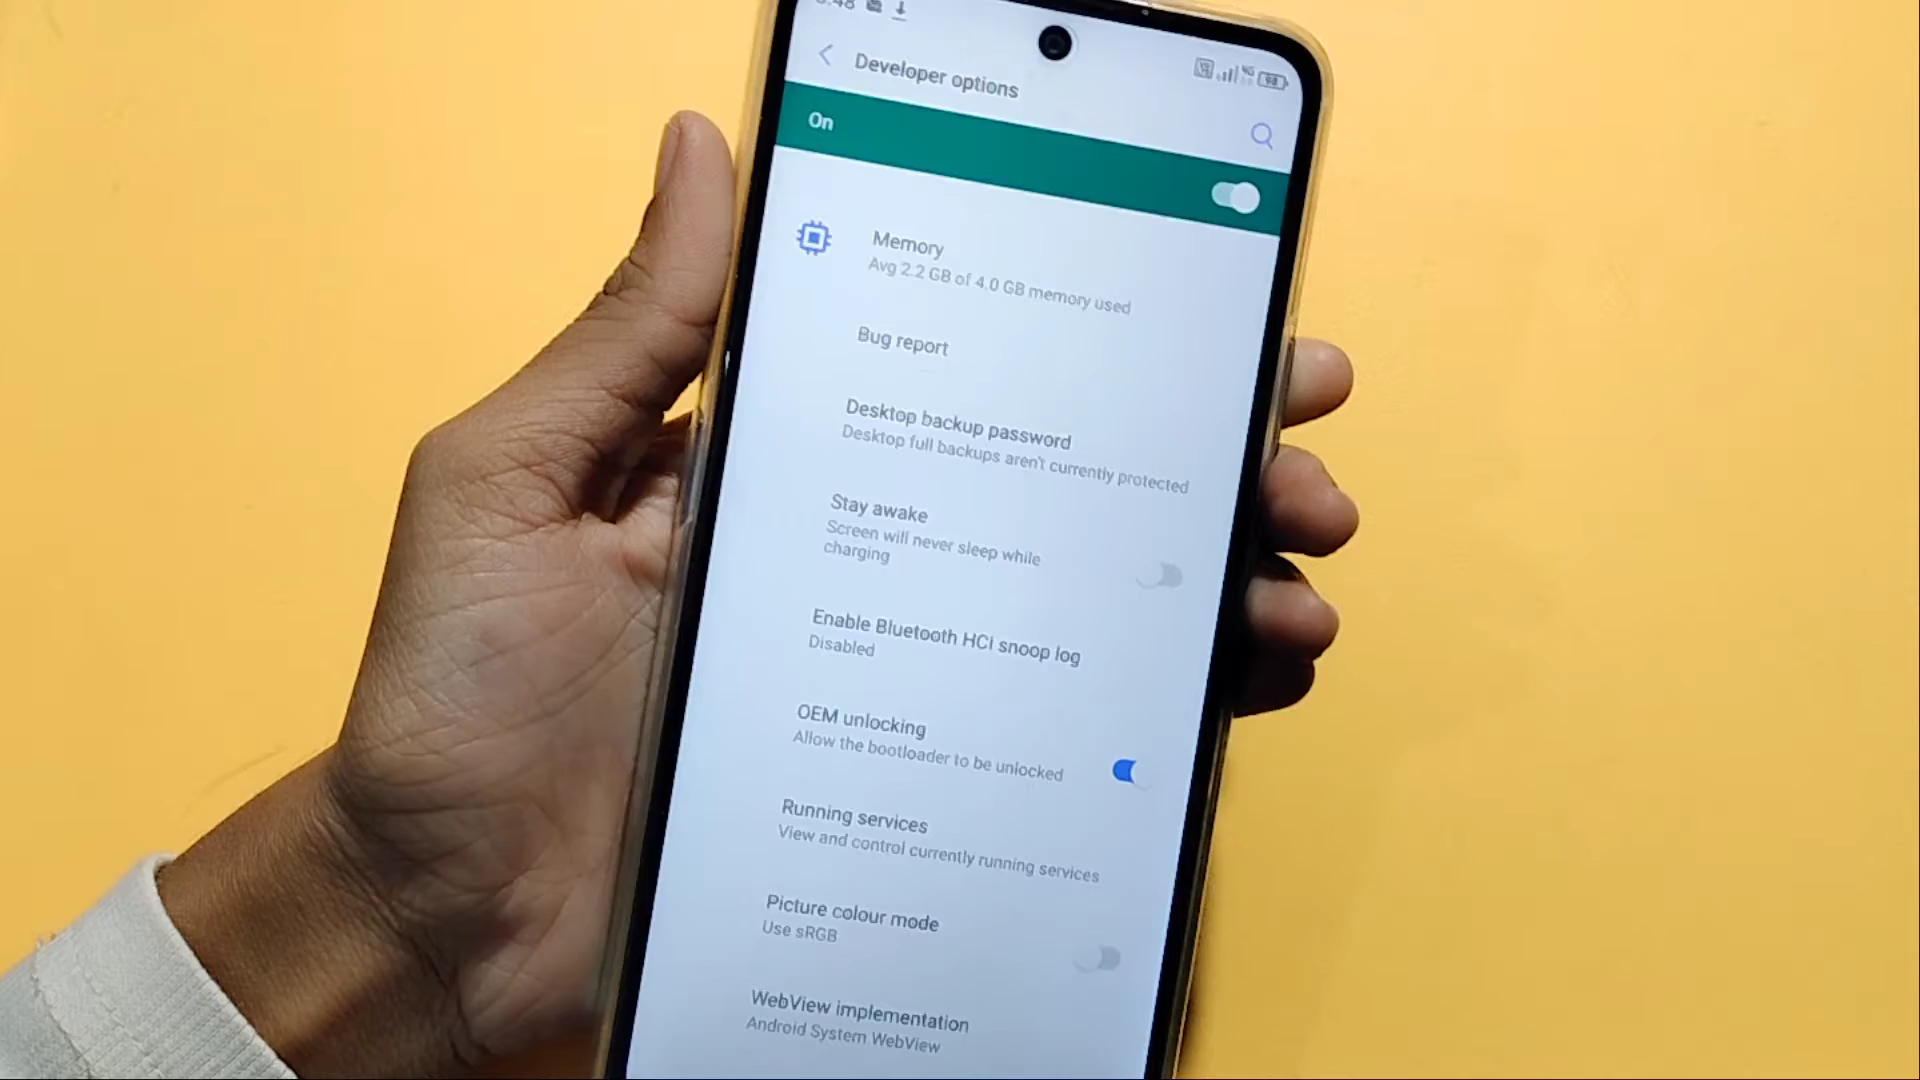 Developer options
On
Memory
Avg 2.2 GB of 4.0 GB memory used
Bug report
Desktop backup password
Desktop full backups aren't currently protected
Stay awake
Screen will never sleep while
charging
Enable Bluetooth HCI snoop log
Disabled
OEM unlocking
Allow the bootloader to be unlocked
Running services
View and control currently running services
Picture colour mode
Use sRGB
WebView implementation
Android System WebView